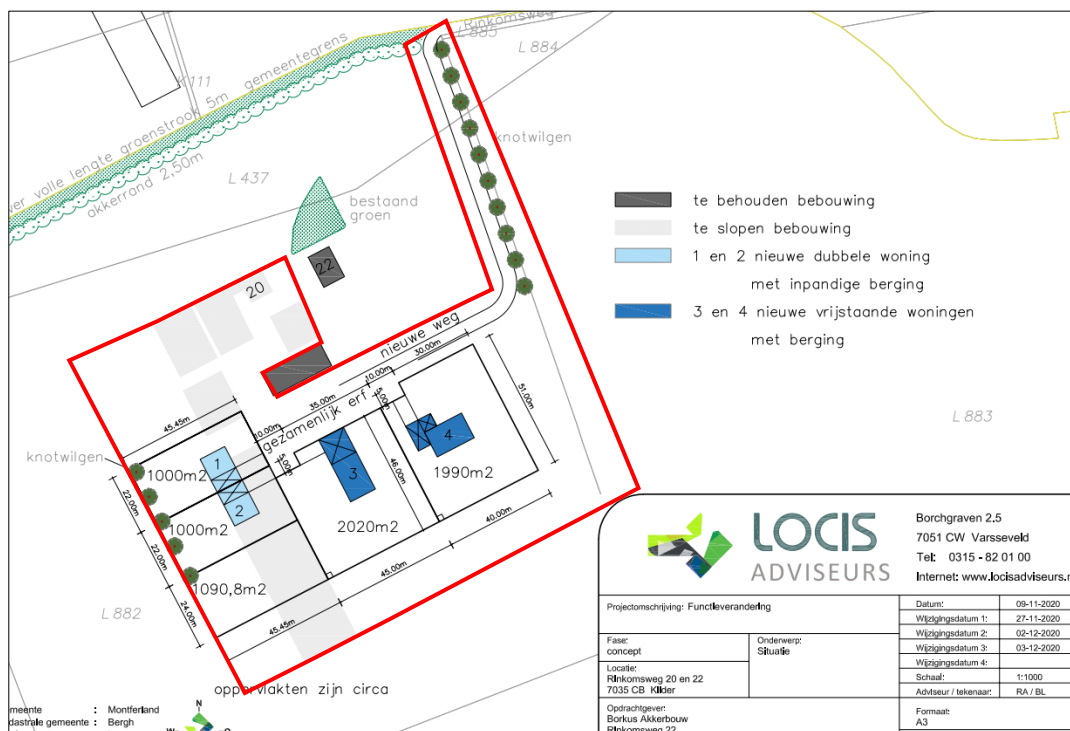 Rinkomsweg
L 885
L 884
K 111
ver volle lengte groenstrook 5m gemeentegrens
akkerrand 2,50m
knotwilgen
L 437
bestaand
groen
22
20
te behouden bebouwing
te slopen bebouwing
1 en 2 nieuwe dubbele woning
met inpandige berging
3 en 4 nieuwe vrijstaande woningen
met berging
nieuwe weg
30.00m
10.00m
35.00m
5.00m
51.00m
gezamenlijk erf
45.45m
10.00m
5.00m
46.00m
L 883
knotwilgen
1
1000m2
2
1000m2
3
2020m2
4
1990m2
22.00m
22.00m
24.00m
1090,8m2
40.00m
45.00m
45.45m
L 882
oppervlakten zijn circa
meente : Montferland
dastrale gemeente : Bergh
N
LOCIS
ADVISEURS
Borchgraven 2,5
7051 CW Varsseveld
Tel: 0315 - 82 01 00
Internet: www.locisadviseurs.n
Projectomschrijving: Functieverandering
Fase:
concept
Onderwerp:
Situatie
Locatie:
Rinkomsweg 20 en 22
7035 CB Kilder
Opdrachtgever:
Borkus Akkerbouw
Rinkomsweg 22
Datum: 09-11-2020
Wijzigingsdatum 1: 27-11-2020
Wijzigingsdatum 2: 02-12-2020
Wijzigingsdatum 3: 03-12-2020
Wijzigingsdatum 4:
Schaal: 1:1000
Adviseur / tekenaar: RA / BL
Formaat:
A3